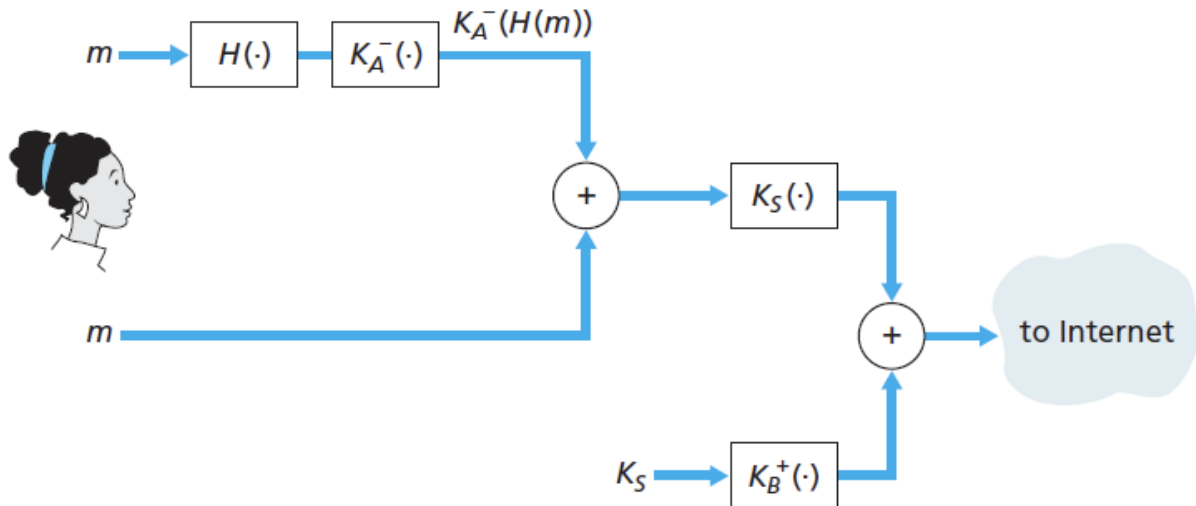 K_A^-(H(m))
m
H(·)
K_A^-(·)
+
K_S(·)
m
+
to Internet
K_S
K_B^+(·)